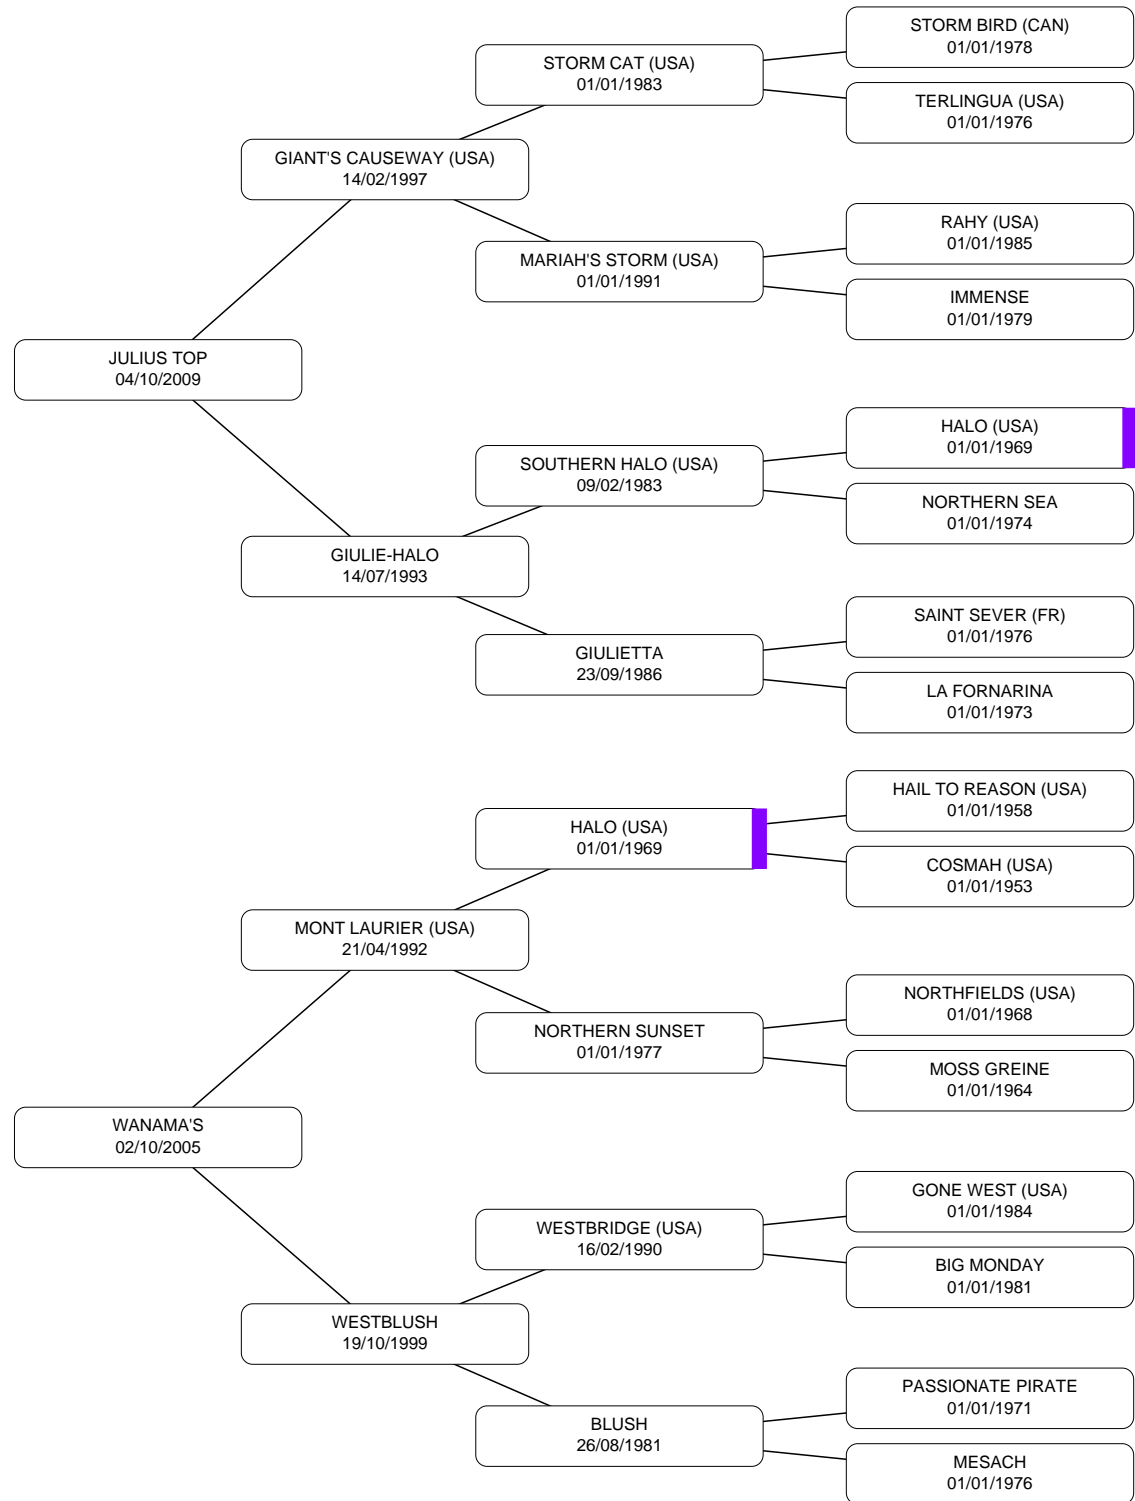 STORM BIRD (CAN)
01/01/1978
STORM CAT (USA)
01/01/1983
TERLINGUA (USA)
01/01/1976
GIANT'S CAUSEWAY (USA)
14/02/1997
RAHY (USA)
01/01/1985
MARIAH'S STORM (USA)
01/01/1991
IMMENSE
01/01/1979
JULIUS TOP
04/10/2009
HALO (USA)
01/01/1969
SOUTHERN HALO (USA)
09/02/1983
NORTHERN SEA
01/01/1974
GIULIE-HALO
14/07/1993
SAINT SEVER (FR)
01/01/1976
GIULIETTA
23/09/1986
LA FORNARINA
01/01/1973
HAIL TO REASON (USA)
01/01/1958
HALO (USA)
01/01/1969
COSMAH (USA)
01/01/1953
MONT LAURIER (USA)
21/04/1992
NORTHFIELDS (USA)
01/01/1968
NORTHERN SUNSET
01/01/1977
MOSS GREINE
01/01/1964
WANAMA'S
02/10/2005
GONE WEST (USA)
01/01/1984
WESTBRIDGE (USA)
16/02/1990
BIG MONDAY
01/01/1981
WESTBLUSH
19/10/1999
PASSIONATE PIRATE
01/01/1971
BLUSH
26/08/1981
MESACH
01/01/1976